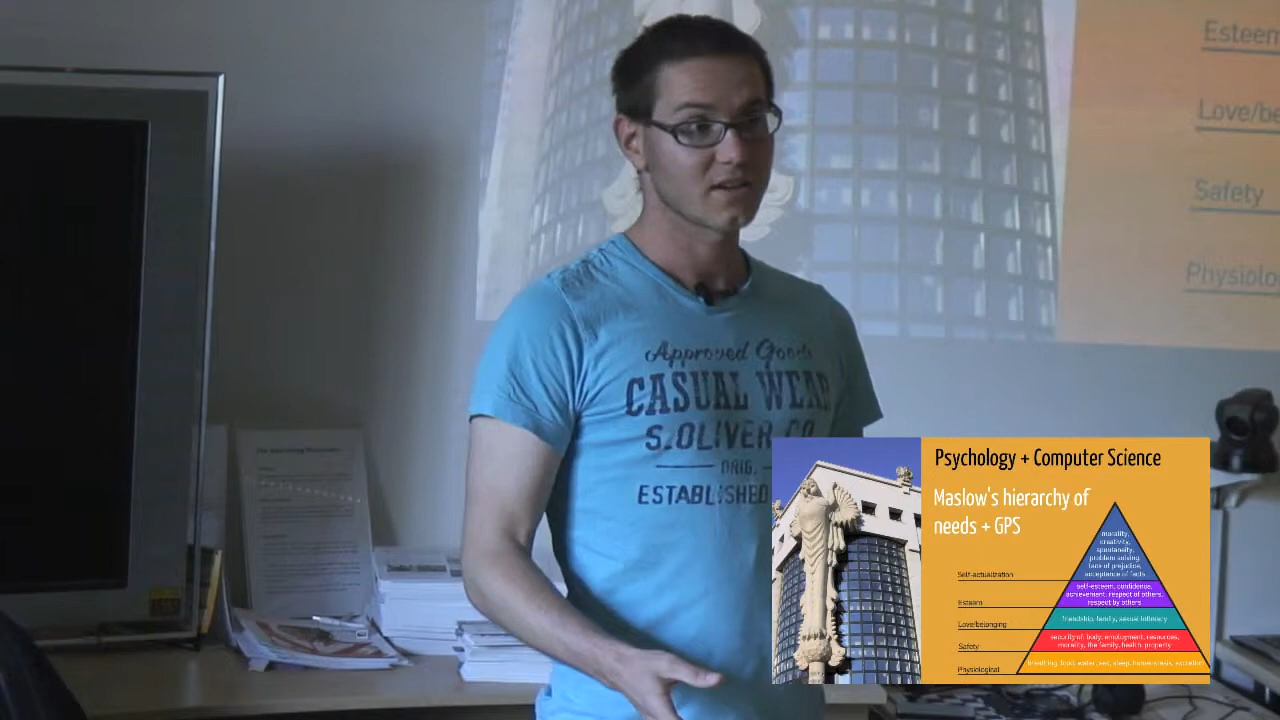 Esteem
Love/be
Safety
Physiolo
Approved Goods
CASUAL WEAR
S.OLIVER CO
ORIG.
ESTABLISHED
Psychology + Computer Science
Maslow's hierarchy of
needs + GPS
morality,
creativity,
spontaneity,
problem solving,
lack of prejudice,
acceptance of facts
Self-actualization
self-esteem, confidence,
achievement, respect of others,
respect by others
Esteem
friendship, family, sexual intimacy
Love/belonging
security of: body, employment, resources,
morality, the family, health, property
Safety
breathing, food, water, sex, sleep, homeostasis, excretion
Physiological